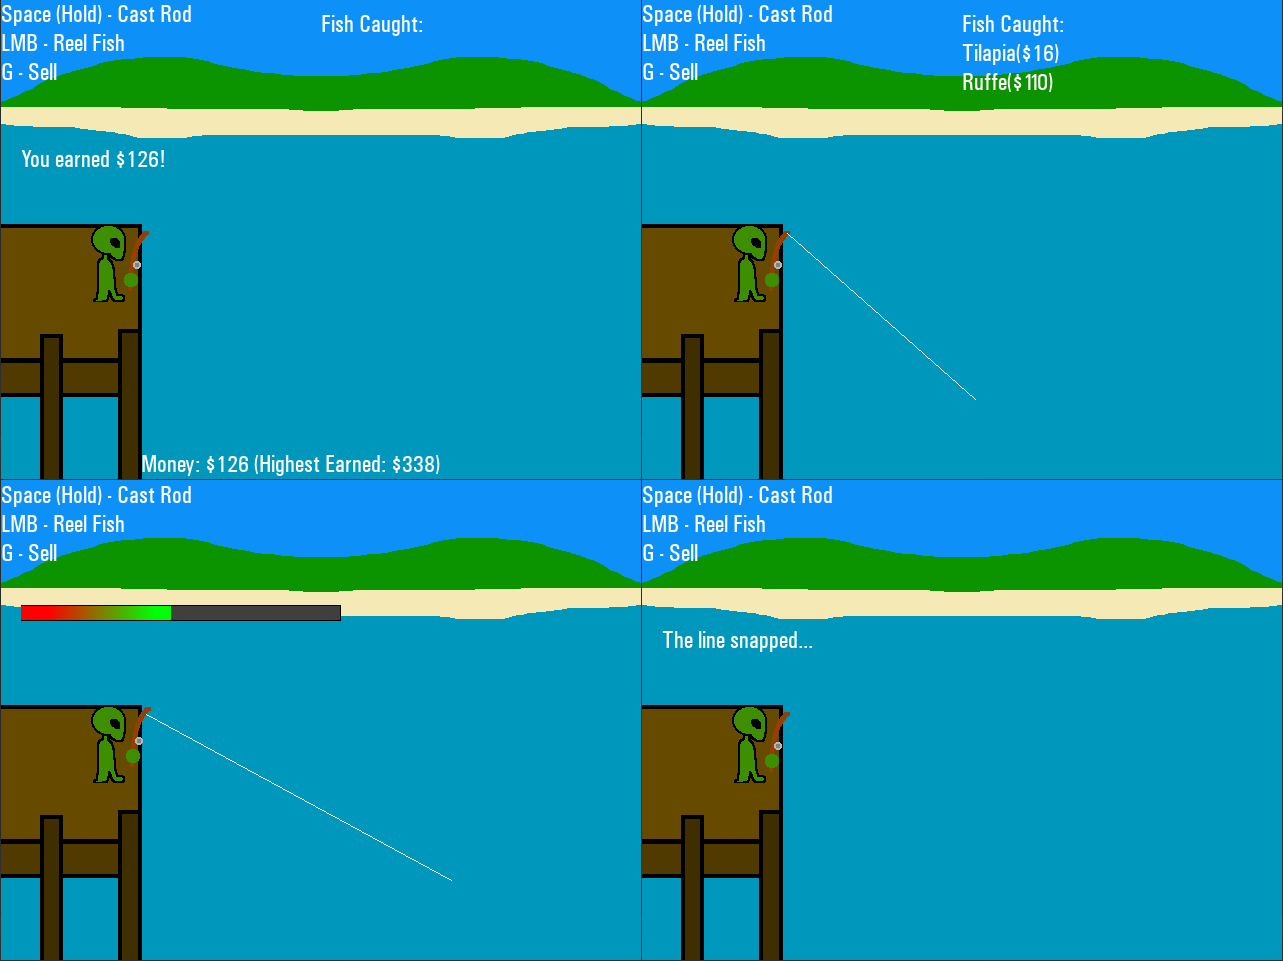 Space (Hold) - Cast Rod
LMB - Reel Fish
G - Sell
Fish Caught:
You earned $126!
Money: $126 (Highest Earned: $338)
Space (Hold) - Cast Rod
LMB - Reel Fish
G - Sell
Fish Caught:
Tilapia($16)
Ruffe($110)
Space (Hold) - Cast Rod
LMB - Reel Fish
G - Sell
Space (Hold) - Cast Rod
LMB - Reel Fish
G - Sell
The line snapped...